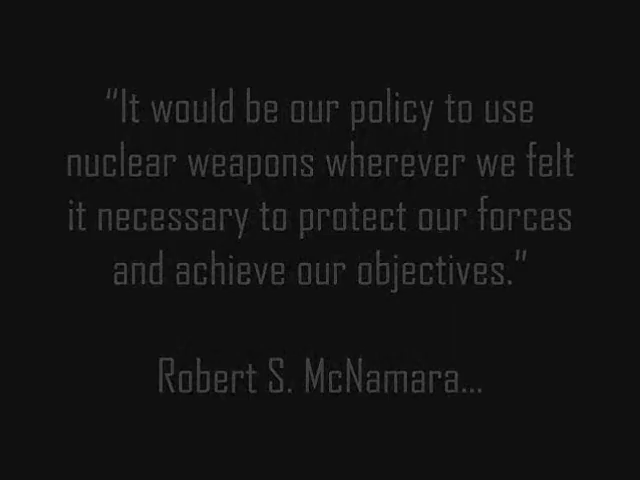 “It would be our policy to use
nuclear weapons wherever we felt
it necessary to protect our forces
and achieve our objectives.”
Robert S. McNamara...